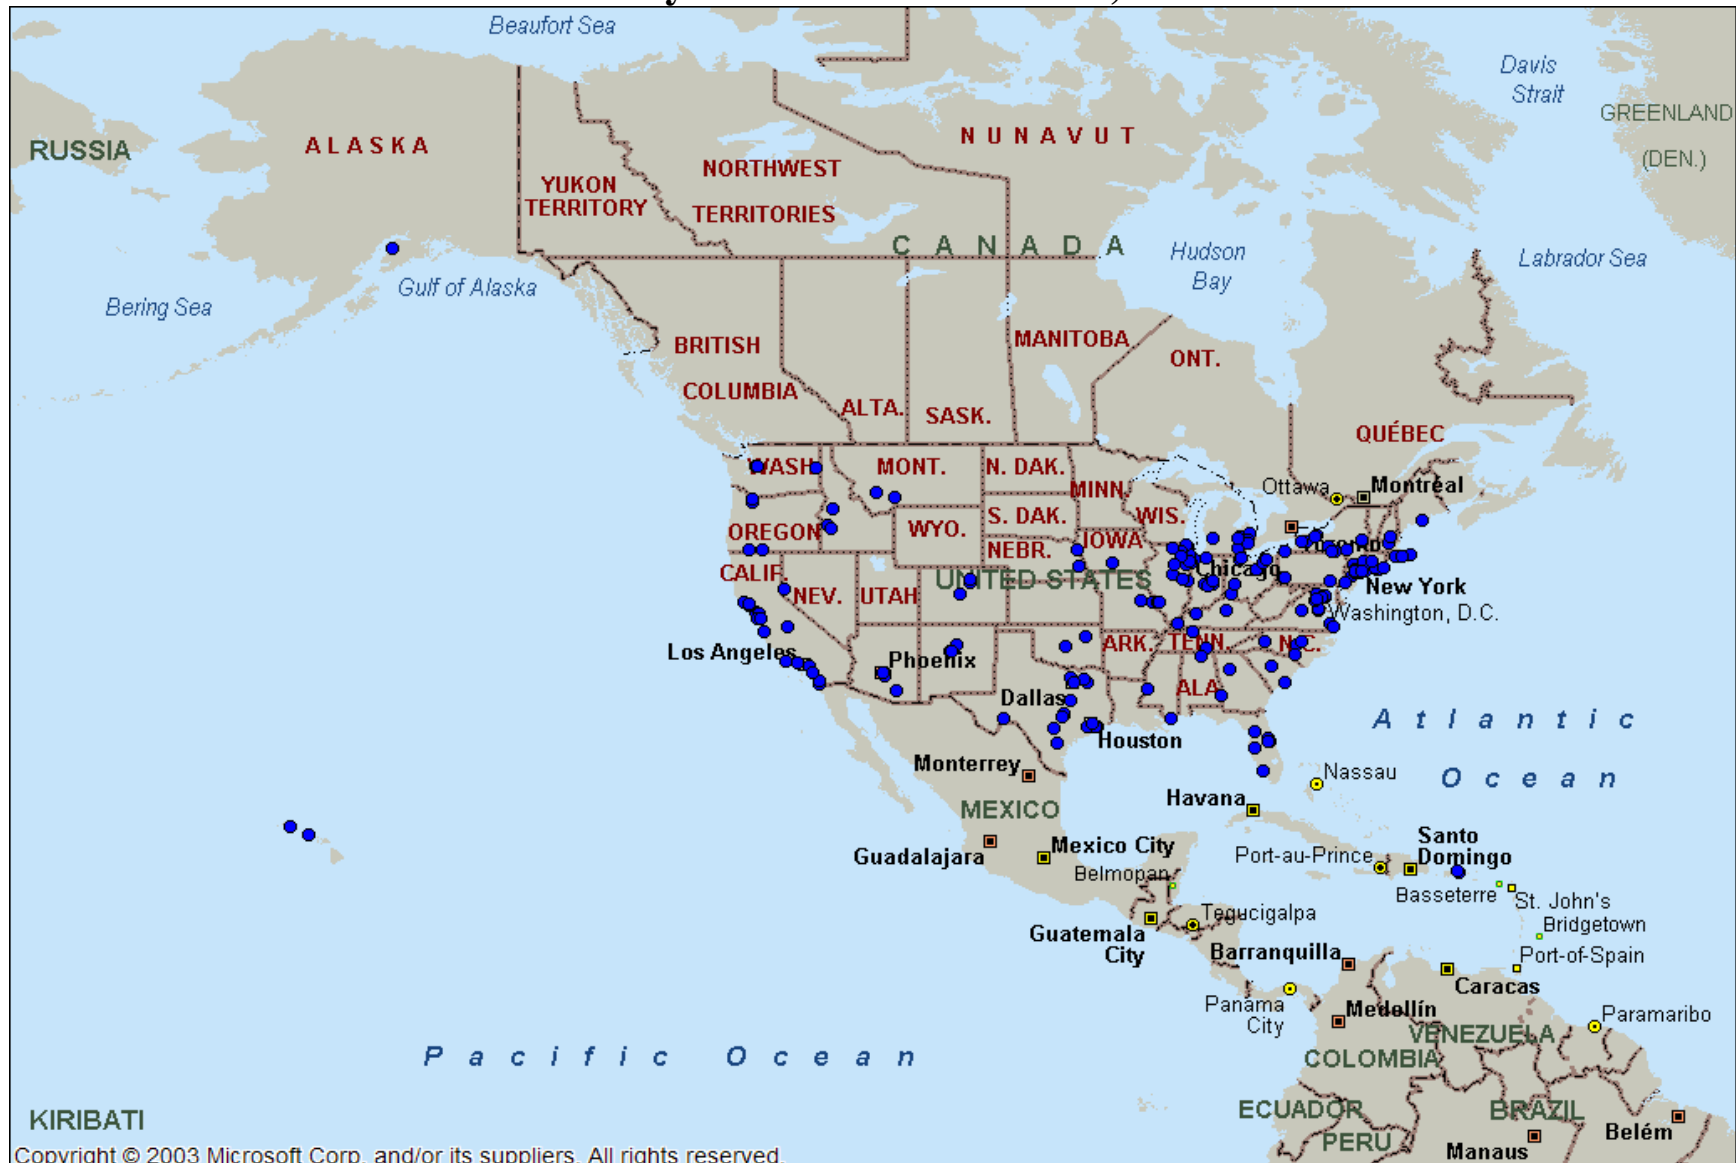 Beaufort Sea
Davis
Strait
GREENLAND
(DEN.)
RUSSIA
ALASKA
NUNAVUT
NORTHWEST
TERRITORIES
YUKON
TERRITORY
CANADA
Hudson
Bay
Labrador Sea
Gulf of Alaska
Bering Sea
BRITISH
COLUMBIA
MANITOBA
ONT.
ALTA.
SASK.
QUÉBEC
WASH.
MONT.
N. DAK.
MINN.
Ottawa
Montréal
OREGON
WYO.
S. DAK.
WIS.
NEBR.
IOWA
CALIF.
NEV.
UTAH
UNITED STATES
Chicago
New York
Washington, D.C.
Los Angeles
Phoenix
ARK.
TENN.
N.C.
Dallas
ALA.
Houston
Atlantic
Ocean
Monterrey
Nassau
MEXICO
Havana
Guadalajara
Mexico City
Belmopan
Port-au-Prince
Santo
Domingo
Basseterre
St. John's
Bridgetown
Guatemala
City
Tegucigalpa
Barranquilla
Port-of-Spain
Caracas
Panama
City
Medellín
Paramaribo
VENEZUELA
COLOMBIA
Pacific Ocean
KIRIBATI
ECUADOR
BRAZIL
PERU
Belém
Manaus
Copyright © 2003 Microsoft Corp. and/or its suppliers. All rights reserved.